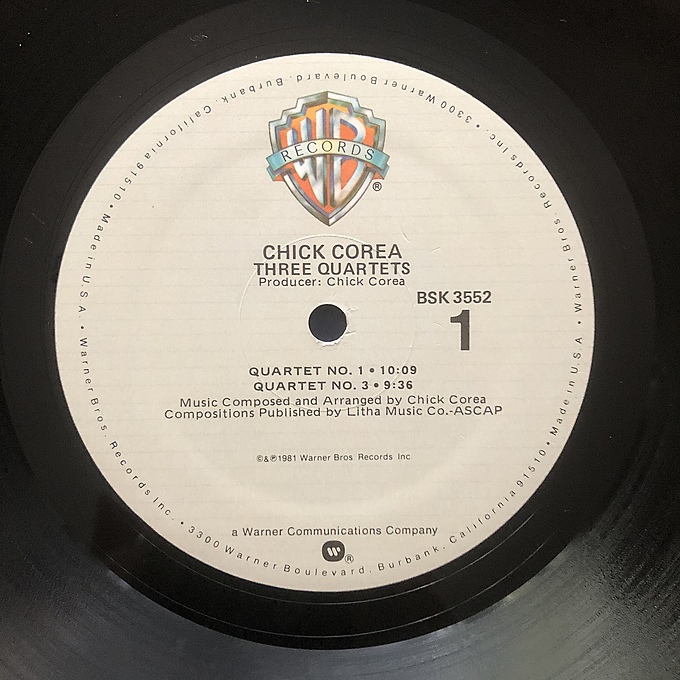 WB
RECORDS
®
CHICK COREA
THREE QUARTETS
Producer: Chick Corea
BSK 3552
1
QUARTET NO. 1 • 10:09
QUARTET NO. 3 • 9:36
Music Composed and Arranged by Chick Corea
Compositions Published by Litha Music Co.-ASCAP
©&℗1981 Warner Bros. Records Inc.
a Warner Communications Company
W®
Warner Bros. Records Inc. • 3300 Warner Boulevard, Burbank, California 91510 • Made in U.S.A. •
Warner Bros. Records Inc. • 3300 Warner Boulevard, Burbank, California 91510 • Made in U.S.A. •